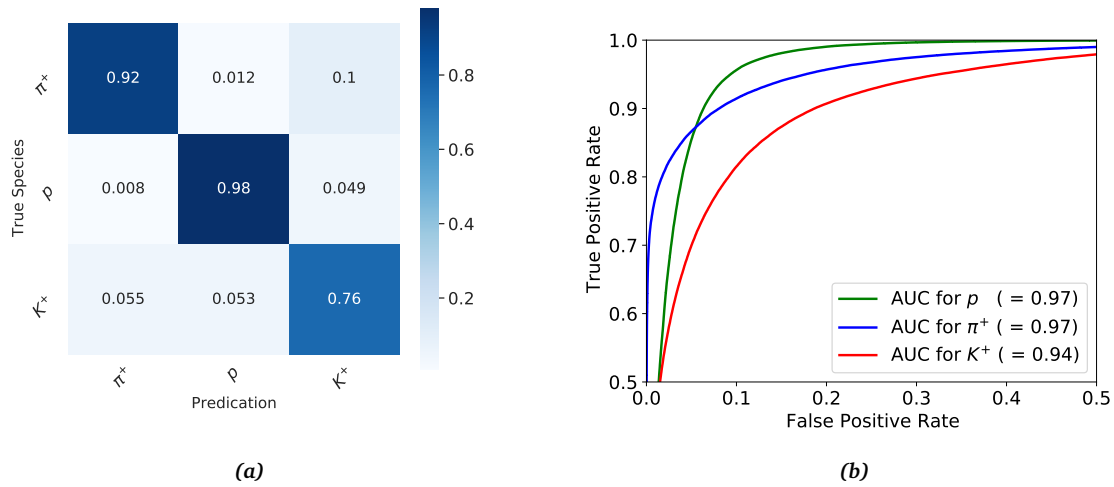 True Species
π⁺
0.92 0.012 0.1
p
0.008 0.98 0.049
K⁺
0.055 0.053 0.76
π⁺ p K⁺
Predication
0.8
0.6
0.4
0.2
(a)
True Positive Rate
1.0
0.9
0.8
0.7
0.6
0.5
0.0 0.1 0.2 0.3 0.4 0.5
False Positive Rate
AUC for p ( = 0.97)
AUC for π⁺ ( = 0.97)
AUC for K⁺ ( = 0.94)
(b)